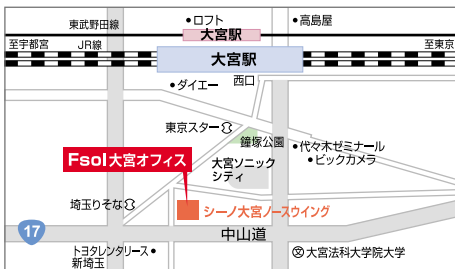 東武野田線
ロフト
高島屋
大宮駅
至宇都宮
JR線
大宮駅
至東京
ダイエー
西口
東京スター
鐘塚公園
代々木ゼミナール
ビックカメラ
Fsol大宮オフィス
大宮ソニック
シティ
埼玉りそな
シーノ大宮ノースウイング
17
中山道
トヨタレンタリース
新埼玉
大宮法科大学院大学